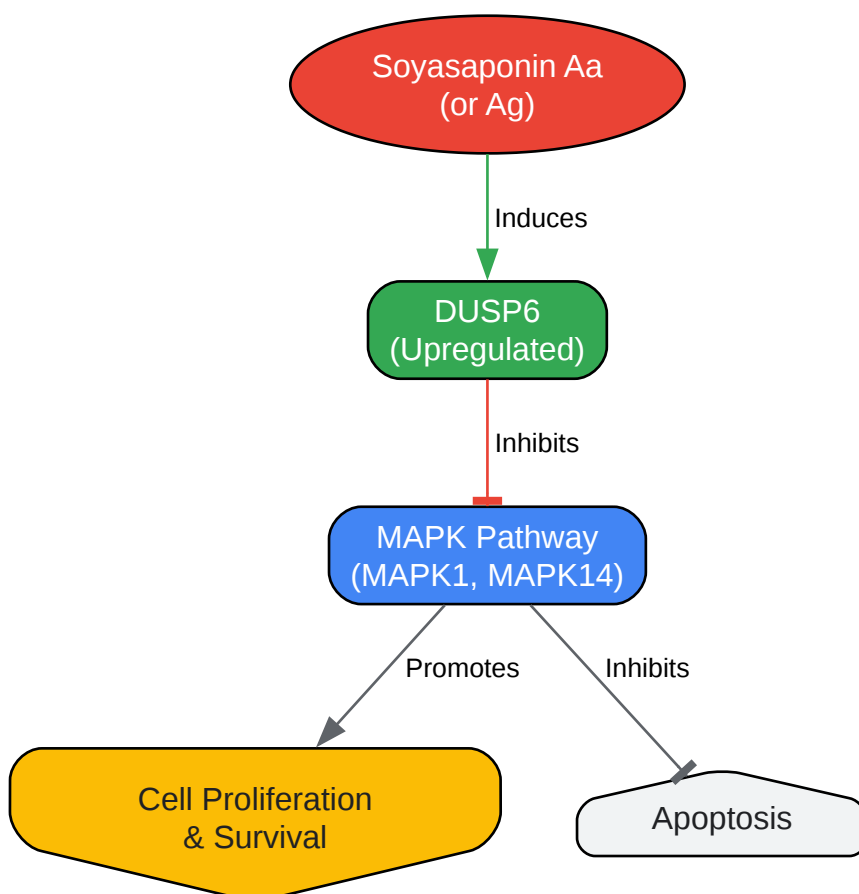 Soyasaponin Aa
(or Ag)
Induces
DUSP6
(Upregulated)
Inhibits
MAPK Pathway
(MAPK1, MAPK14)
Promotes
Inhibits
Cell Proliferation
& Survival
Apoptosis